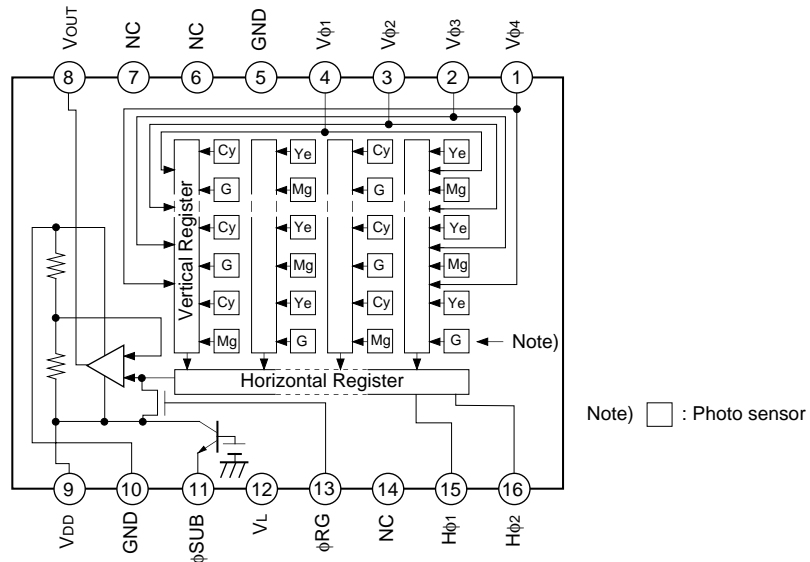 VOUT NC NC GND Vϕ1 Vϕ2 Vϕ3 Vϕ4
8 7 6 5 4 3 2 1
Cy Ye Cy Ye
G Mg G Mg
Cy Ye Cy Ye
G Mg G Mg
Cy Ye Cy Ye
Mg G Mg G
Vertical Register
Note)
Horizontal Register
Note) : Photo sensor
9 10 11 12 13 14 15 16
VDD GND ϕSUB VL ϕRG NC Hϕ1 Hϕ2